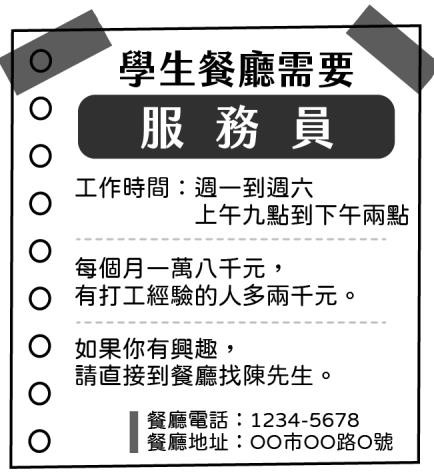 學生餐廳需要
服務員
工作時間：週一到週六
上午九點到下午兩點
每個月一萬八千元，
有打工經驗的人多兩千元。
如果你有興趣，
請直接到餐廳找陳先生。
餐廳電話：1234-5678
餐廳地址：OO市OO路O號